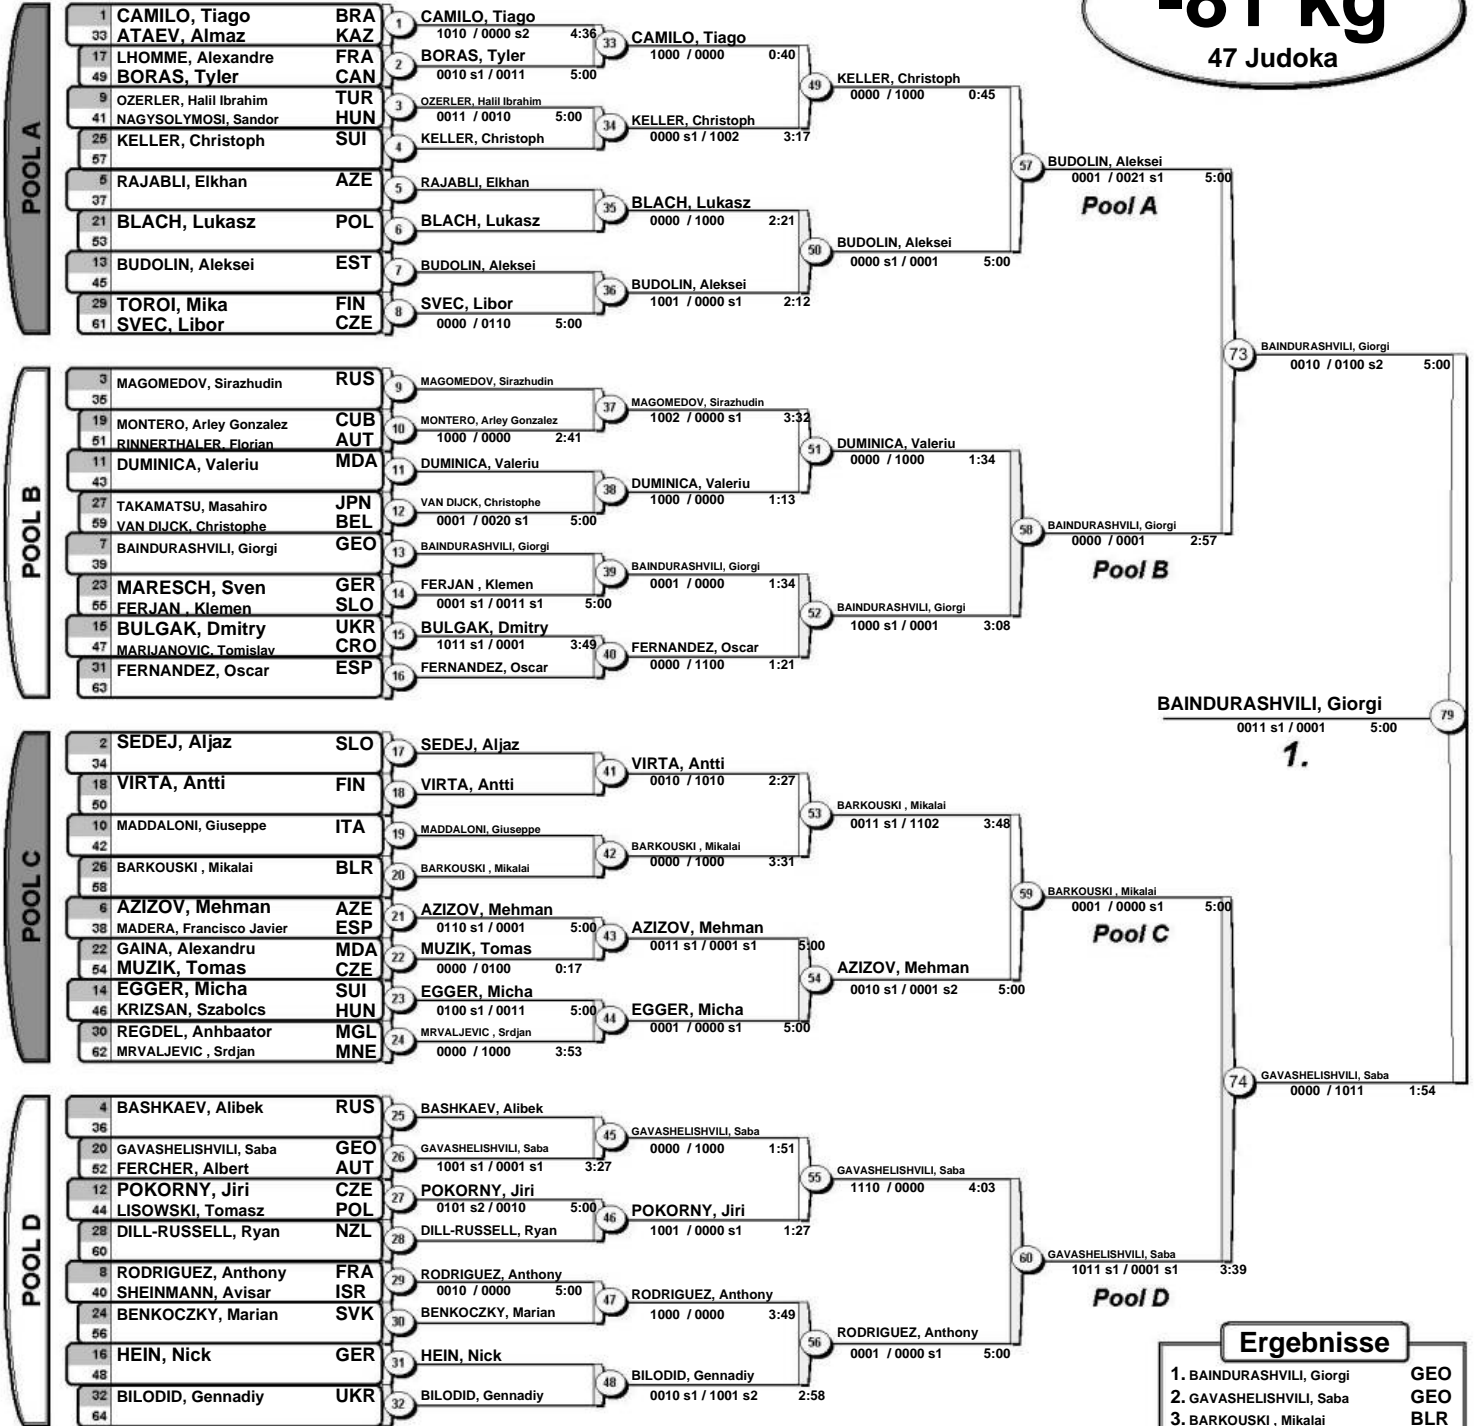 -81 kg
47 Judoka
POOL A
1 CAMILO, Tiago BRA
33 ATAEV, Almaz KAZ
17 LHOMME, Alexandre FRA
49 BORAS, Tyler CAN
9 OZERLER, Halil Ibrahim TUR
41 NAGYSOLYMOSI, Sandor HUN
25 KELLER, Christoph SUI
57
5 RAJABLI, Elkhan AZE
37
21 BLACH, Lukasz POL
53
13 BUDOLIN, Aleksei EST
45
29 TOROI, Mika FIN
61 SVEC, Libor CZE
1 CAMILO, Tiago
1010 / 0000 s2 4:36
2 BORAS, Tyler
0010 s1 / 0011 5:00
3 OZERLER, Halil Ibrahim
0011 / 0010 5:00
4 KELLER, Christoph
5 RAJABLI, Elkhan
6 BLACH, Lukasz
7 BUDOLIN, Aleksei
8 SVEC, Libor
0000 / 0110 5:00
33 CAMILO, Tiago
1000 / 0000 0:40
34 KELLER, Christoph
0000 s1 / 1002 3:17
35 BLACH, Lukasz
0000 / 1000 2:21
36 BUDOLIN, Aleksei
1001 / 0000 s1 2:12
49 KELLER, Christoph
0000 / 1000 0:45
50 BUDOLIN, Aleksei
0000 s1 / 0001 5:00
57 BUDOLIN, Aleksei
0001 / 0021 s1 5:00
Pool A
POOL B
3 MAGOMEDOV, Sirazhudin RUS
35
19 MONTERO, Arley Gonzalez CUB
51 RINNERTHALER, Florian AUT
11 DUMINICA, Valeriu MDA
43
27 TAKAMATSU, Masahiro JPN
59 VAN DIJCK, Christophe BEL
7 BAINDURASHVILI, Giorgi GEO
39
23 MARESCH, Sven GER
55 FERJAN , Klemen SLO
15 BULGAK, Dmitry UKR
47 MARIJANOVIC, Tomislav CRO
31 FERNANDEZ, Oscar ESP
63
9 MAGOMEDOV, Sirazhudin
10 MONTERO, Arley Gonzalez
1000 / 0000 2:41
11 DUMINICA, Valeriu
12 VAN DIJCK, Christophe
0001 / 0020 s1 5:00
13 BAINDURASHVILI, Giorgi
14 FERJAN , Klemen
0001 s1 / 0011 s1 5:00
15 BULGAK, Dmitry
1011 s1 / 0001 3:49
16 FERNANDEZ, Oscar
37 MAGOMEDOV, Sirazhudin
1002 / 0000 s1 3:32
38 DUMINICA, Valeriu
1000 / 0000 1:13
39 BAINDURASHVILI, Giorgi
0001 / 0000 1:34
40 FERNANDEZ, Oscar
0000 / 1100 1:21
51 DUMINICA, Valeriu
0000 / 1000 1:34
52 BAINDURASHVILI, Giorgi
1000 s1 / 0001 3:08
58 BAINDURASHVILI, Giorgi
0000 / 0001 2:57
Pool B
73 BAINDURASHVILI, Giorgi
0010 / 0100 s2 5:00
BAINDURASHVILI, Giorgi 79
0011 s1 / 0001 5:00
1.
POOL C
2 SEDEJ, Aljaz SLO
34
18 VIRTA, Antti FIN
50
10 MADDALONI, Giuseppe ITA
42
26 BARKOUSKI , Mikalai BLR
58
6 AZIZOV, Mehman AZE
38 MADERA, Francisco Javier ESP
22 GAINA, Alexandru MDA
54 MUZIK, Tomas CZE
14 EGGER, Micha SUI
46 KRIZSAN, Szabolcs HUN
30 REGDEL, Anhbaator MGL
62 MRVALJEVIC , Srdjan MNE
17 SEDEJ, Aljaz
18 VIRTA, Antti
19 MADDALONI, Giuseppe
20 BARKOUSKI , Mikalai
21 AZIZOV, Mehman
0110 s1 / 0001 5:00
22 MUZIK, Tomas
0000 / 0100 0:17
23 EGGER, Micha
0100 s1 / 0011 5:00
24 MRVALJEVIC , Srdjan
0000 / 1000 3:53
41 VIRTA, Antti
0010 / 1010 2:27
42 BARKOUSKI , Mikalai
0000 / 1000 3:31
43 AZIZOV, Mehman
0011 s1 / 0001 s1 5:00
44 EGGER, Micha
0001 / 0000 s1 5:00
53 BARKOUSKI , Mikalai
0011 s1 / 1102 3:48
54 AZIZOV, Mehman
0010 s1 / 0001 s2 5:00
59 BARKOUSKI , Mikalai
0001 / 0000 s1 5:00
Pool C
POOL D
4 BASHKAEV, Alibek RUS
36
20 GAVASHELISHVILI, Saba GEO
52 FERCHER, Albert AUT
12 POKORNY, Jiri CZE
44 LISOWSKI, Tomasz POL
28 DILL-RUSSELL, Ryan NZL
60
8 RODRIGUEZ, Anthony FRA
40 SHEINMANN, Avisar ISR
24 BENKOCZKY, Marian SVK
56
16 HEIN, Nick GER
48
32 BILODID, Gennadiy UKR
64
25 BASHKAEV, Alibek
26 GAVASHELISHVILI, Saba
1001 s1 / 0001 s1 3:27
27 POKORNY, Jiri
0101 s2 / 0010 5:00
28 DILL-RUSSELL, Ryan
29 RODRIGUEZ, Anthony
0010 / 0000 5:00
30 BENKOCZKY, Marian
31 HEIN, Nick
32 BILODID, Gennadiy
45 GAVASHELISHVILI, Saba
0000 / 1000 1:51
46 POKORNY, Jiri
1001 / 0000 s1 1:27
47 RODRIGUEZ, Anthony
1000 / 0000 3:49
48 BILODID, Gennadiy
0010 s1 / 1001 s2 2:58
55 GAVASHELISHVILI, Saba
1110 / 0000 4:03
56 RODRIGUEZ, Anthony
0001 / 0000 s1 5:00
60 GAVASHELISHVILI, Saba
1011 s1 / 0001 s1 3:39
Pool D
74 GAVASHELISHVILI, Saba
0000 / 1011 1:54
Ergebnisse
1. BAINDURASHVILI, Giorgi GEO
2. GAVASHELISHVILI, Saba GEO
3. BARKOUSKI , Mikalai BLR